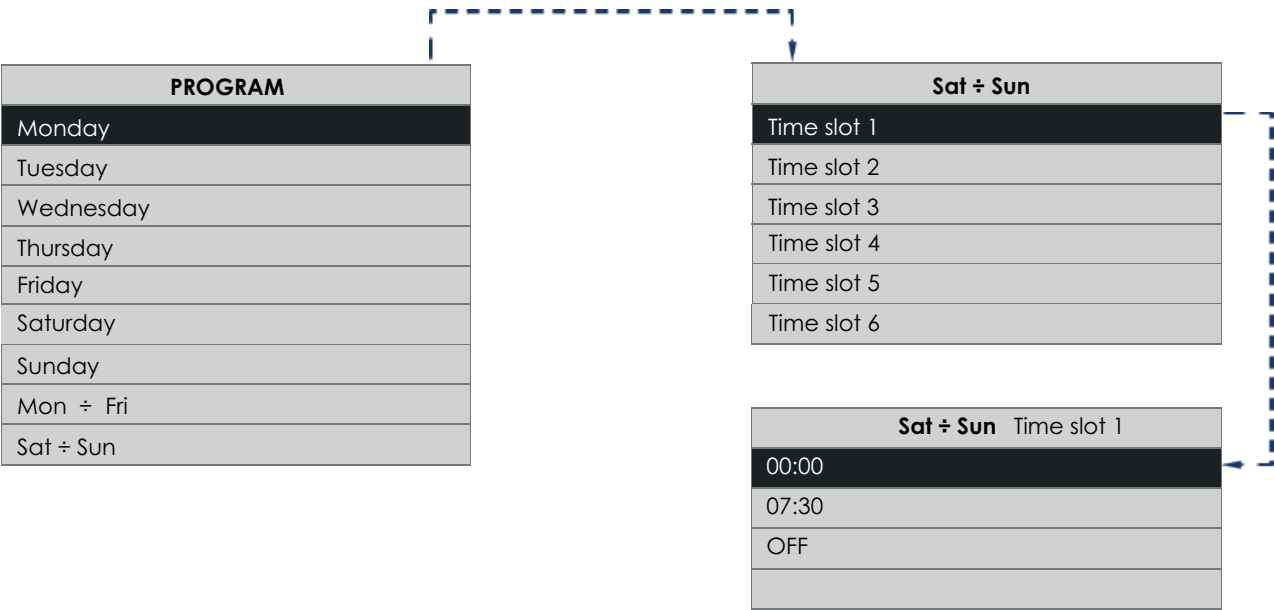 PROGRAM
Monday
Tuesday
Wednesday
Thursday
Friday
Saturday
Sunday
Mon ÷ Fri
Sat ÷ Sun
Sat ÷ Sun
Time slot 1
Time slot 2
Time slot 3
Time slot 4
Time slot 5
Time slot 6
Sat ÷ Sun Time slot 1
00:00
07:30
OFF